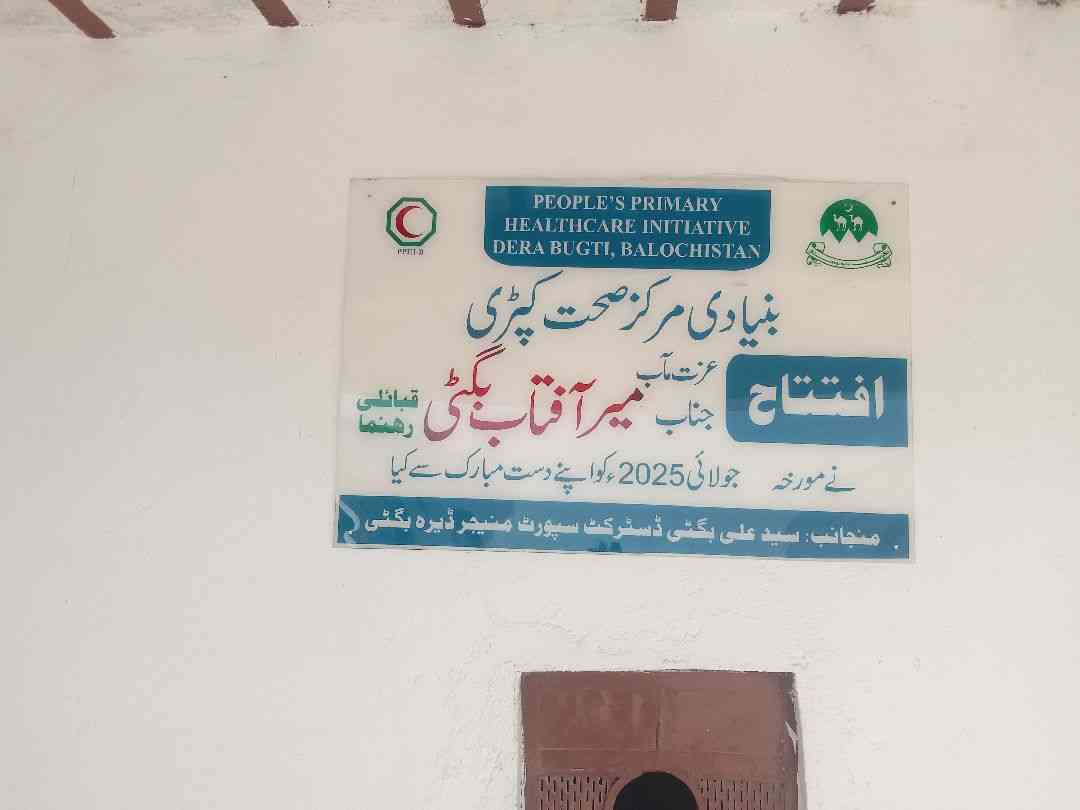 PEOPLE'S PRIMARY
HEALTHCARE INITIATIVE
DERA BUGTI, BALOCHISTAN
PPHI-B
بنیادی مرکز صحت کپڑی
افتتاح
عزت مآب
جناب
میر آفتاب بگٹی
قبائلی
رهنما
نے مورخہ جولائی 2025ء کو اپنے دست مبارک سے کیا
منجانب: سید علی بگٹی ڈسٹرکٹ سپورٹ منیجر ڈیرہ بگٹی